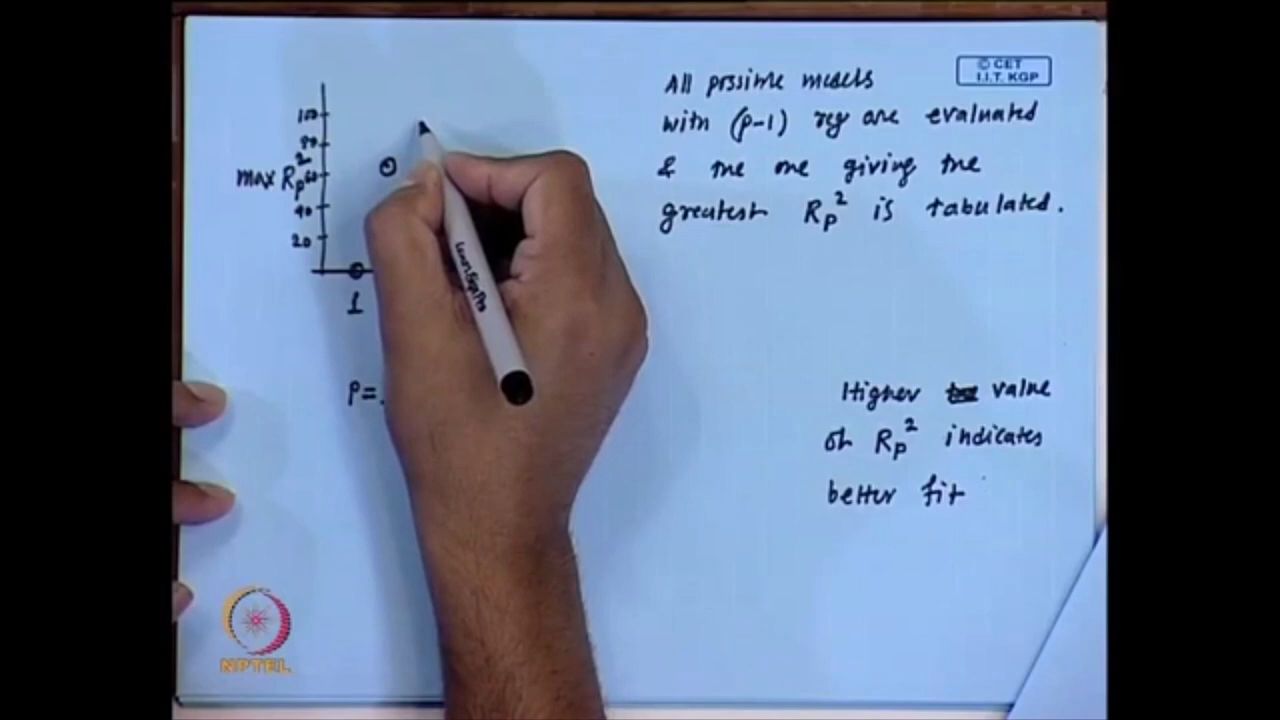 © CET
I.I.T. KGP
All possible models
with (p-1) reg are evaluated
& the one giving the
greatest Rp² is tabulated.
100
80
max Rp² 60
40
20
1
P=
Higher value
of Rp² indicates
better fit
NPTEL